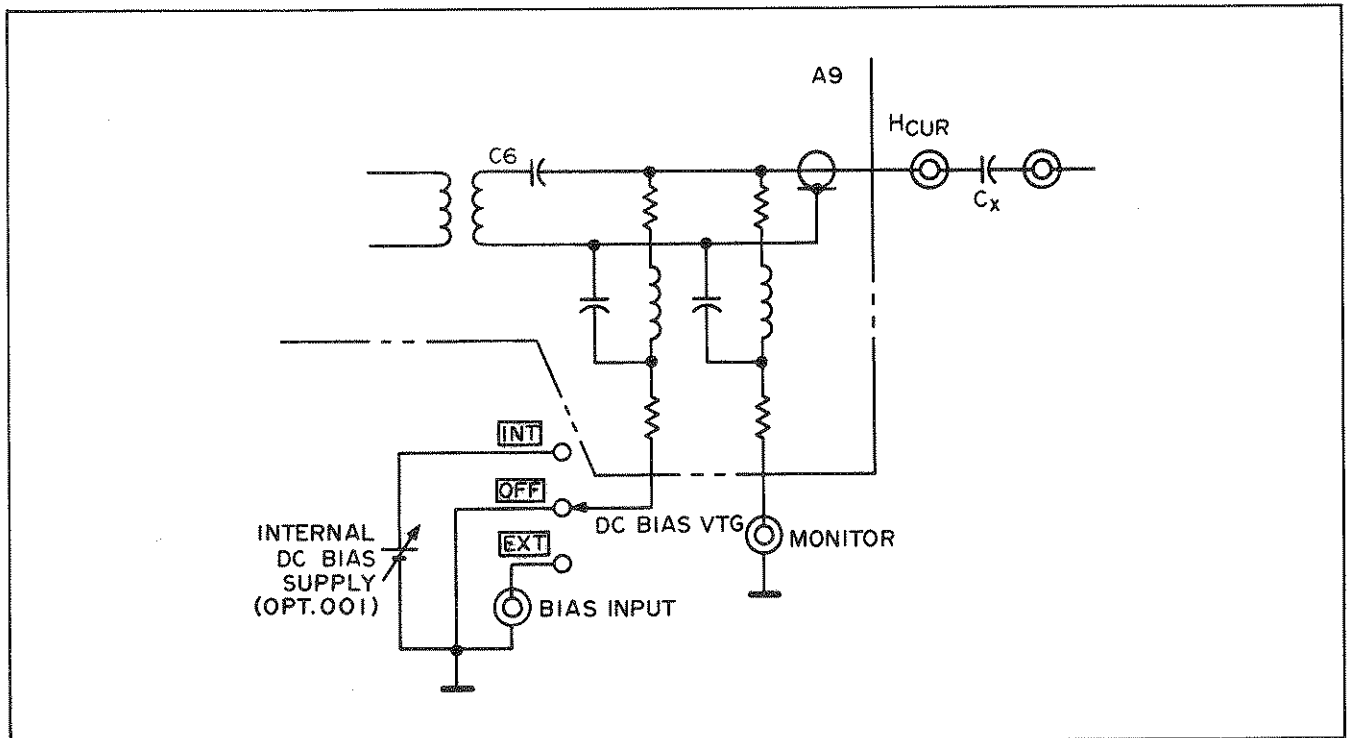 A9
HCUR
C6
Cx
INT
OFF
DC BIAS VTG
MONITOR
EXT
INTERNAL
DC BIAS
SUPPLY
(OPT.001)
BIAS INPUT